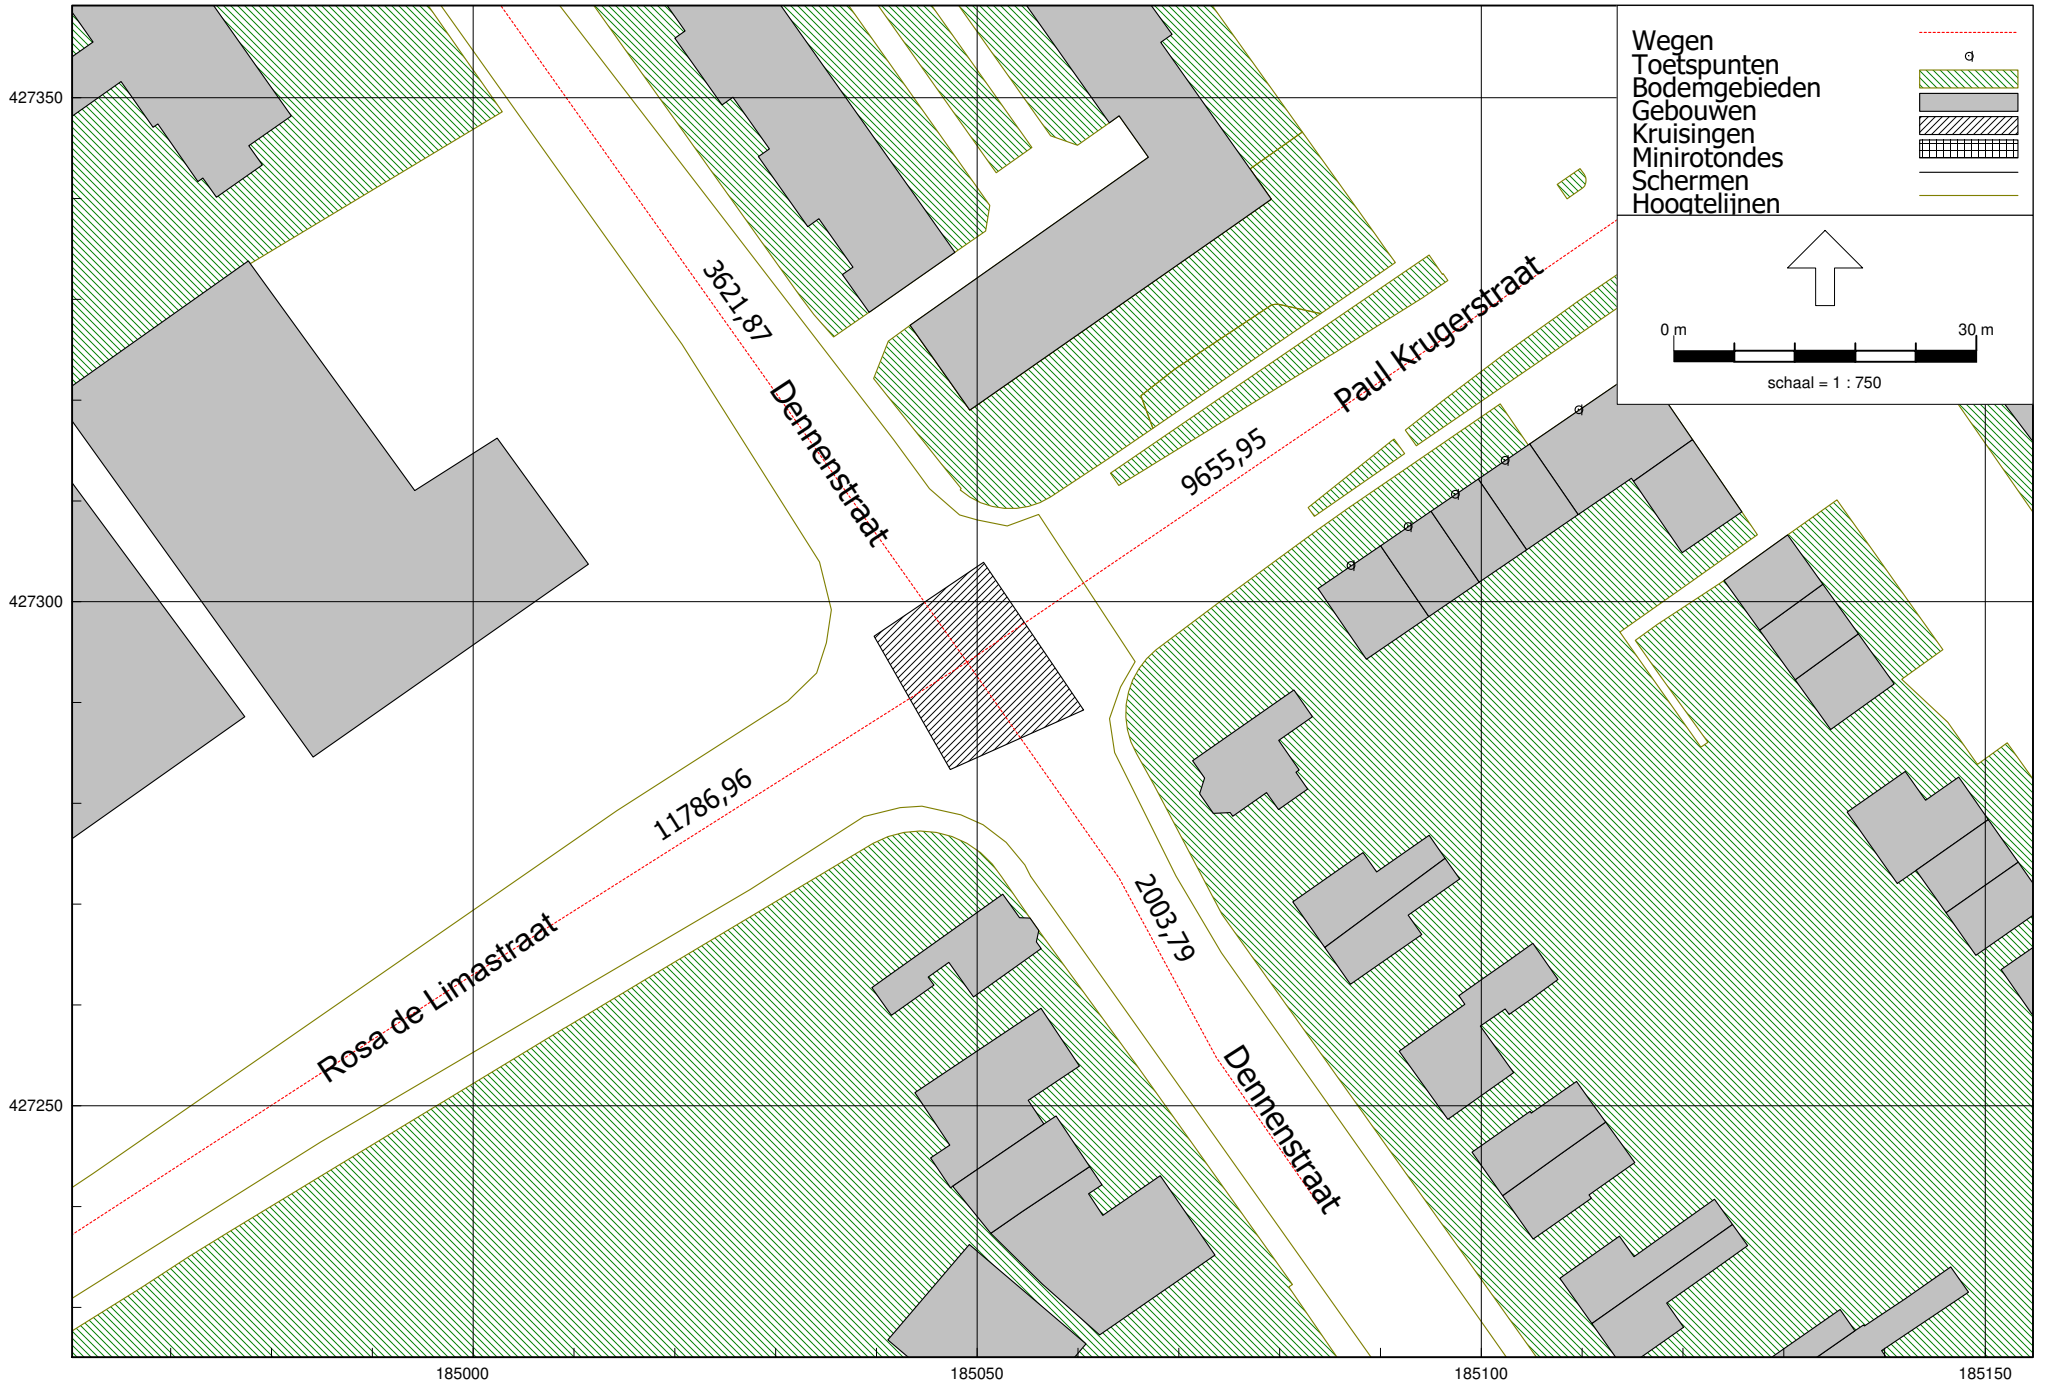 Wegen
Toetspunten
Bodemgebieden
Gebouwen
Kruisingen
Minirotondes
Schermen
Hoogtelijnen
0 m
30 m
schaal = 1 : 750
427350
3621,87
Dennenstraat
Paul Krugerstraat
9655,95
427300
11786,96
2003,79
Rosa de Limastraat
Dennenstraat
427250
185000
185050
185100
185150